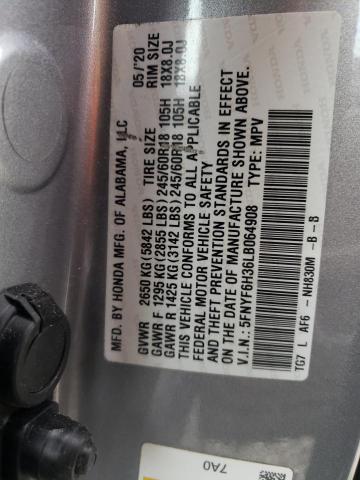 MFD. BY HONDA MFG. OF ALABAMA, LLC 05/'20
TIRE SIZE RIM SIZE
GVWR 2650 KG(5842 LBS)
GAWR F 1295 KG(2855 LBS) 245/60R18 105H 18X8.0J
GAWR R 1425 KG(3142 LBS) 245/60R18 105H 18X8.0J
THIS VEHICLE CONFORMS TO ALL APPLICABLE
FEDERAL MOTOR VEHICLE SAFETY
AND THEFT PREVENTION STANDARDS IN EFFECT ON
DATE OF MANUFACTURE SHOWN ABOVE.
V.I.N.: 5FNYF6H36LB064908 TYPE: MPV
TG7 L AF6 -NH830M -B -8
7A0